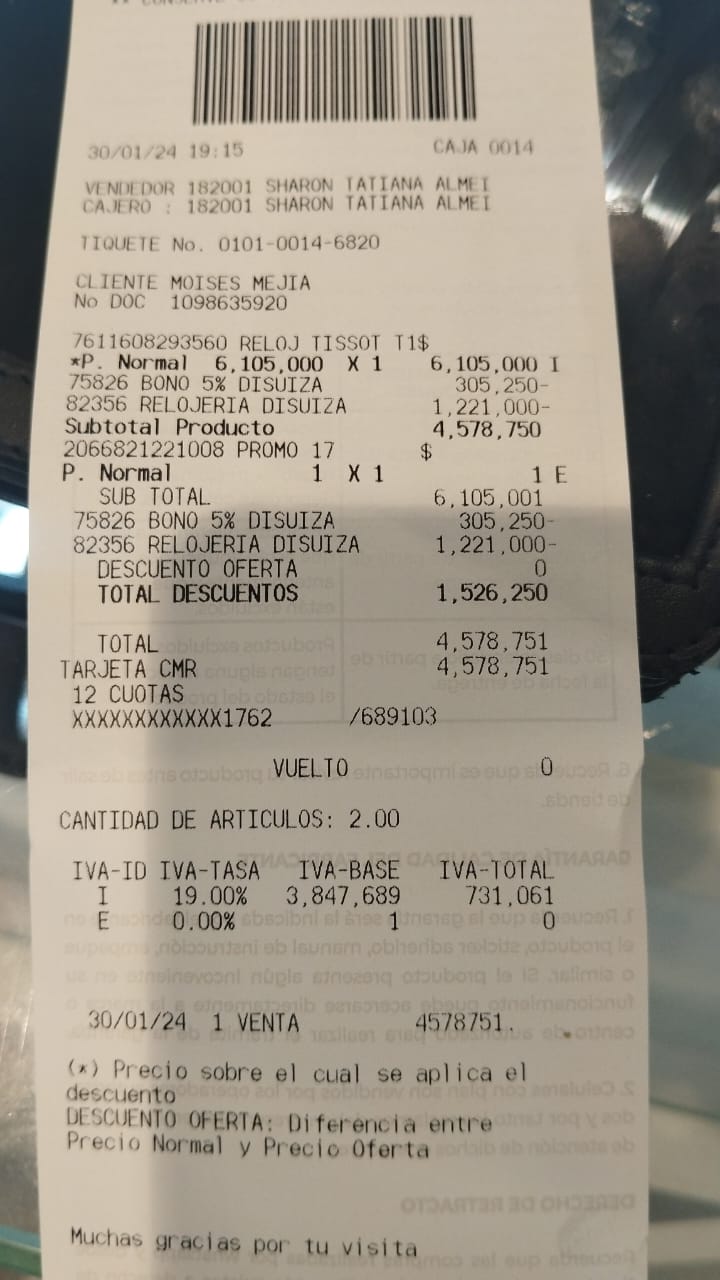 30/01/24 19:15 CAJA 0014
VENDEDOR 182001 SHARON TATIANA ALMEI
CAJERO : 182001 SHARON TATIANA ALMEI
TIQUETE No. 0101-0014-6820
CLIENTE MOISES MEJIA
No DOC 1098635920
7611608293560 RELOJ TISSOT T1$
*P. Normal 6,105,000 X 1 6,105,000 I
75826 BONO 5% DISUIZA 305,250-
82356 RELOJERIA DISUIZA 1,221,000-
Subtotal Producto 4,578,750
2066821221008 PROMO 17 $
P. Normal 1 X 1 1 E
SUB TOTAL 6,105,001
75826 BONO 5% DISUIZA 305,250-
82356 RELOJERIA DISUIZA 1,221,000-
DESCUENTO OFERTA 0
TOTAL DESCUENTOS 1,526,250
TOTAL 4,578,751
TARJETA CMR 4,578,751
12 CUOTAS
XXXXXXXXXXXX1762 /689103
VUELTO 0
CANTIDAD DE ARTICULOS: 2.00
IVA-ID IVA-TASA IVA-BASE IVA-TOTAL
I 19.00% 3,847,689 731,061
E 0.00% 1 0
30/01/24 1 VENTA 4578751.
(*) Precio sobre el cual se aplica el
descuento
DESCUENTO OFERTA: Diferencia entre
Precio Normal y Precio Oferta
Muchas gracias por tu visita